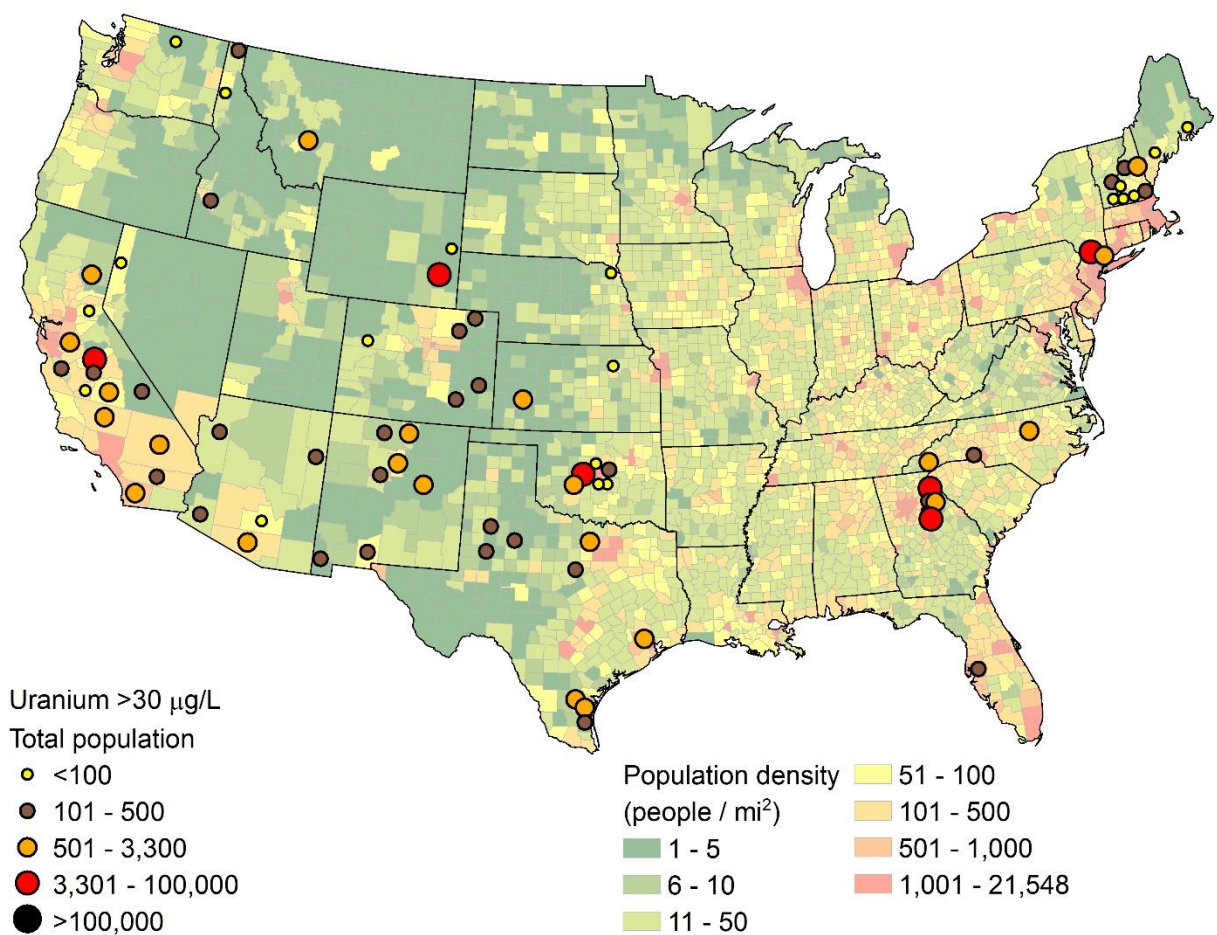 Uranium >30 μg/L
Total population
<100
101 - 500
501 - 3,300
3,301 - 100,000
>100,000
Population density
(people / mi²)
1 - 5
6 - 10
11 - 50
51 - 100
101 - 500
501 - 1,000
1,001 - 21,548